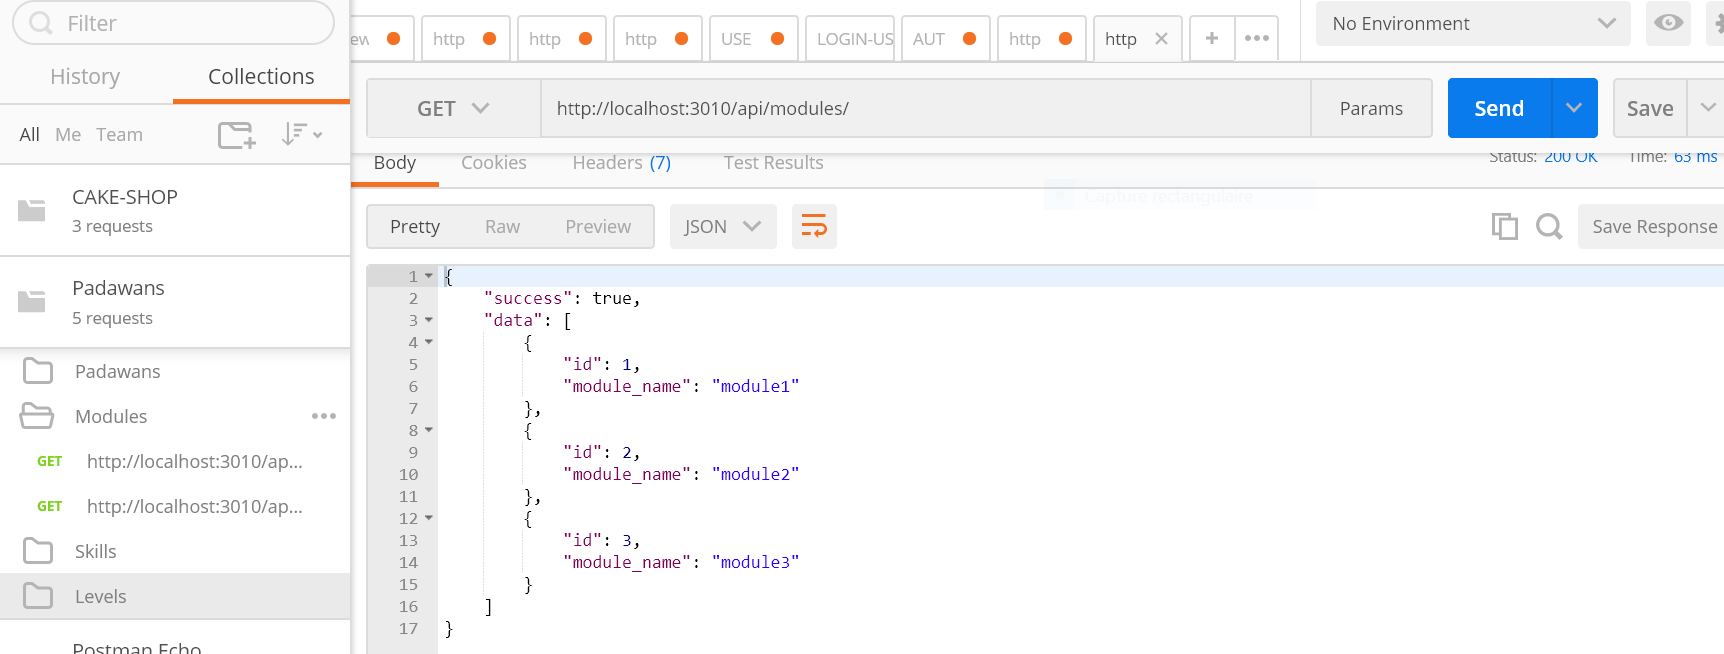 Filter
History Collections
All Me Team
CAKE-SHOP
3 requests
Padawans
5 requests
Padawans
Modules
GET http://localhost:3010/ap...
GET http://localhost:3010/ap...
Skills
Levels
Postman Echo
ew http http http USE LOGIN-US AUT http http
No Environment
GET http://localhost:3010/api/modules/ Params Send Save
Body Cookies Headers (7) Test Results Status: 200 OK Time: 63 ms
Capture rectangulaire
Pretty Raw Preview JSON Save Response
1 {
2 "success": true,
3 "data": [
4 {
5 "id": 1,
6 "module_name": "module1"
7 },
8 {
9 "id": 2,
10 "module_name": "module2"
11 },
12 {
13 "id": 3,
14 "module_name": "module3"
15 }
16 ]
17 }